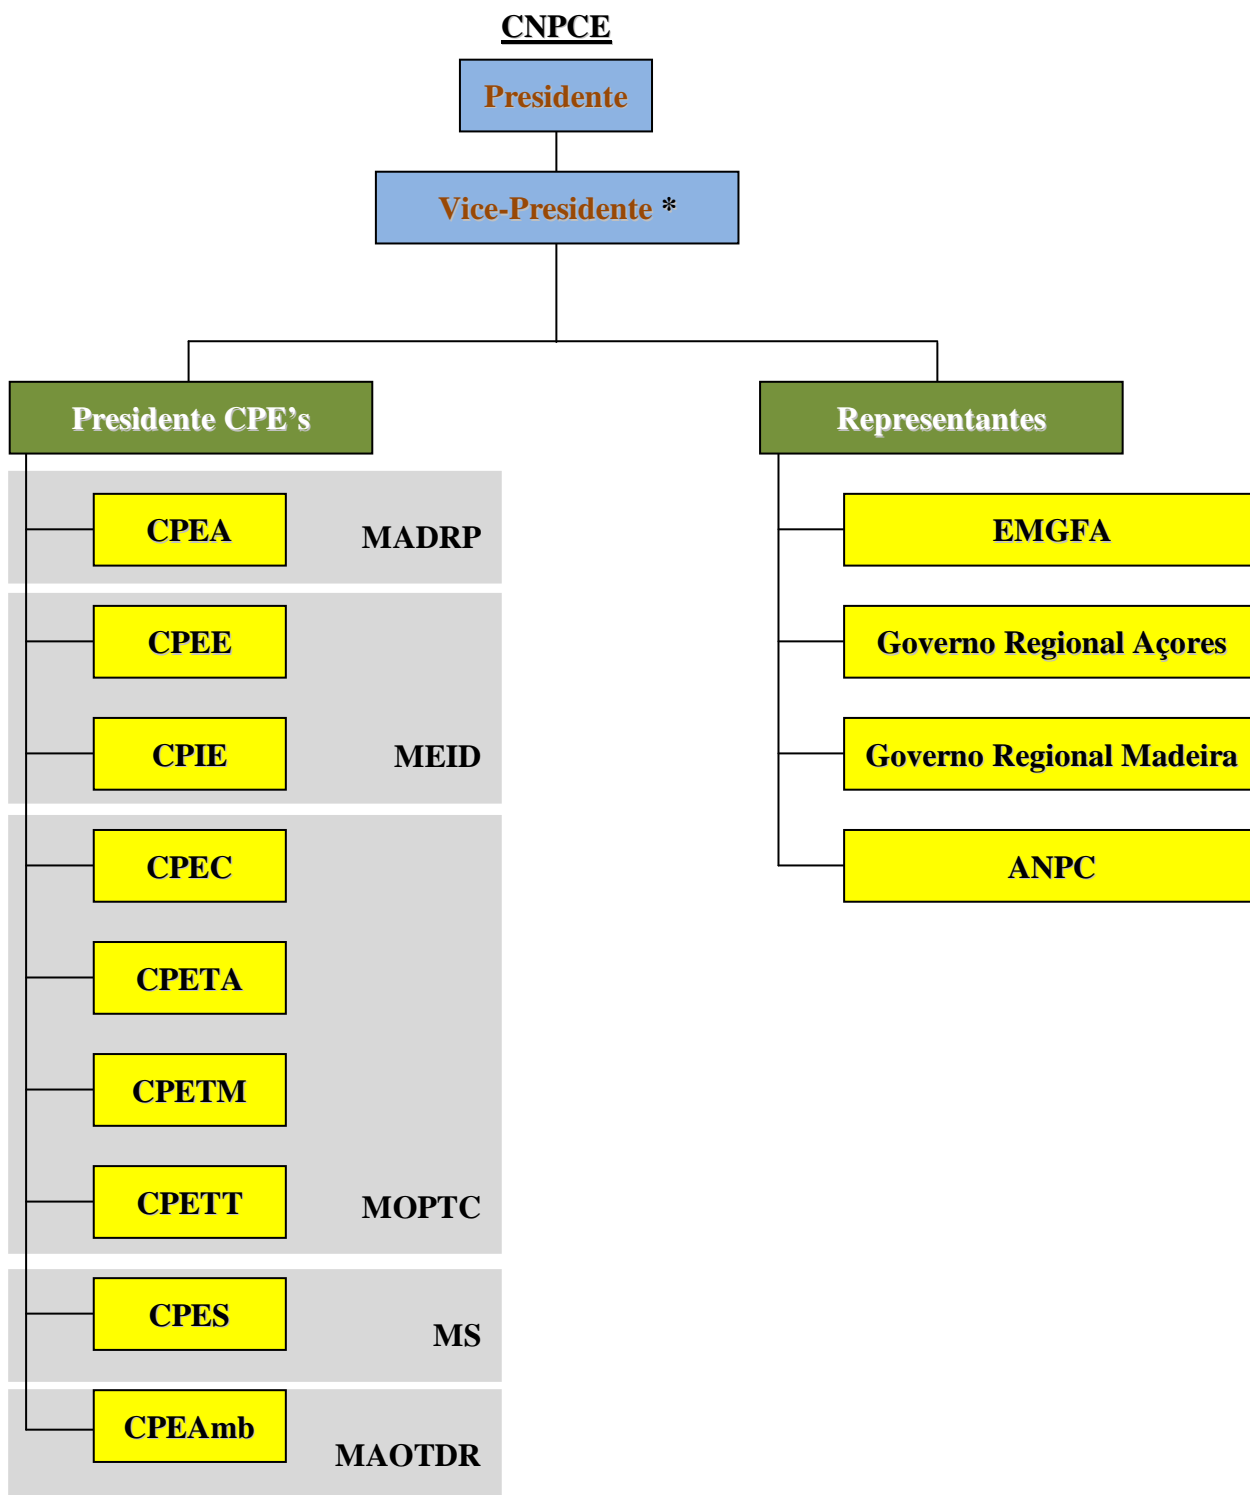 CNPCE
Presidente
Vice-Presidente *
Presidente CPE’s
CPEA
MADRP
CPEE
CPIE
MEID
CPEC
CPETA
CPETM
CPETT
MOPTC
CPES
MS
CPEAmb
MAOTDR
Representantes
EMGFA
Governo Regional Açores
Governo Regional Madeira
ANPC